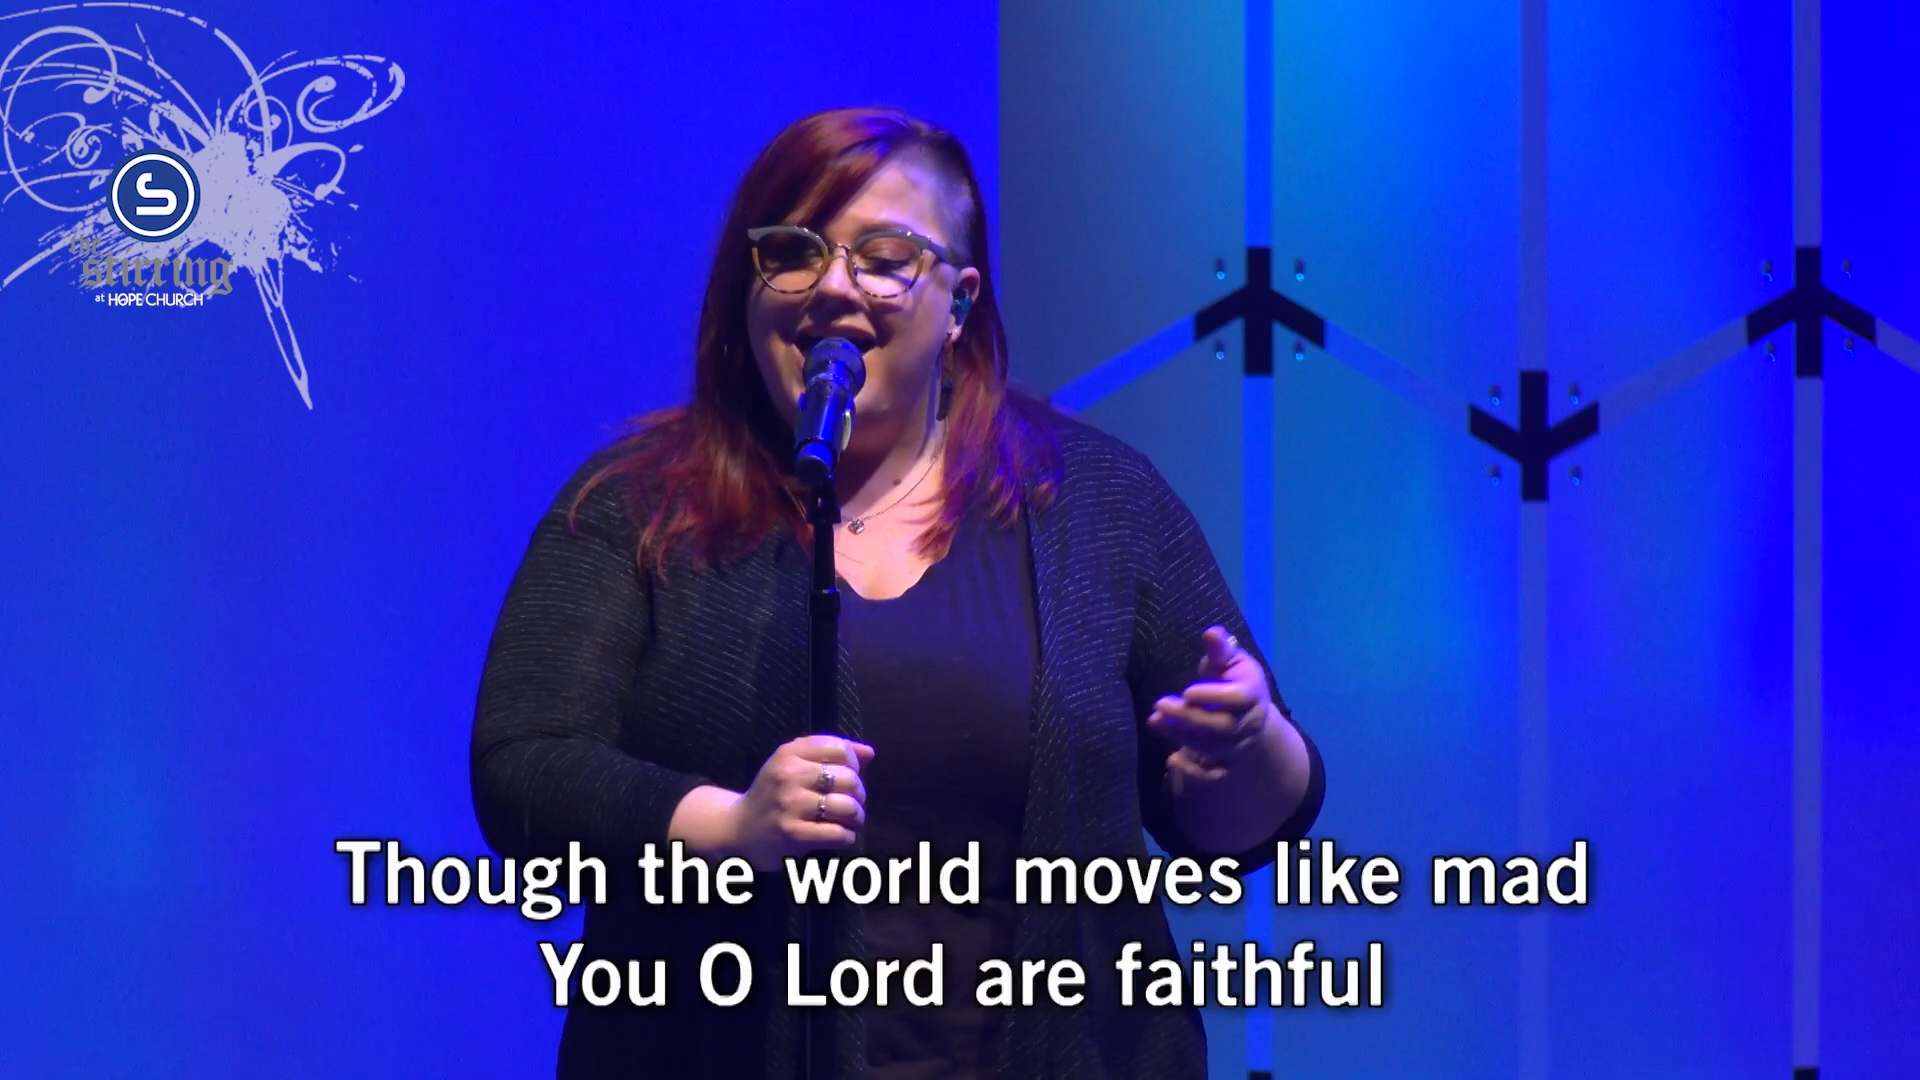 S
the
stirring
at HOPE CHURCH
Though the world moves like mad
You O Lord are faithful